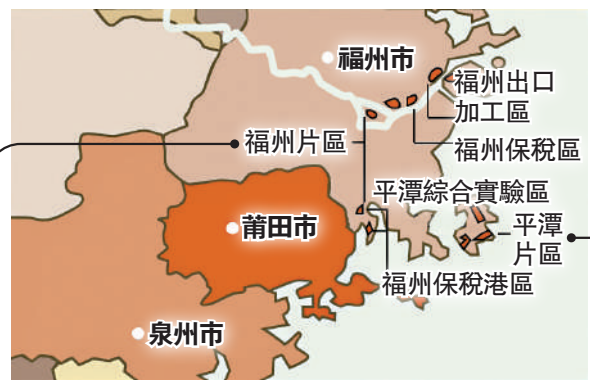 福州市
福州出口
加工區
福州片區
福州保稅區
平潭綜合實驗區
莆田市
平潭
片區
福州保稅港區
泉州市